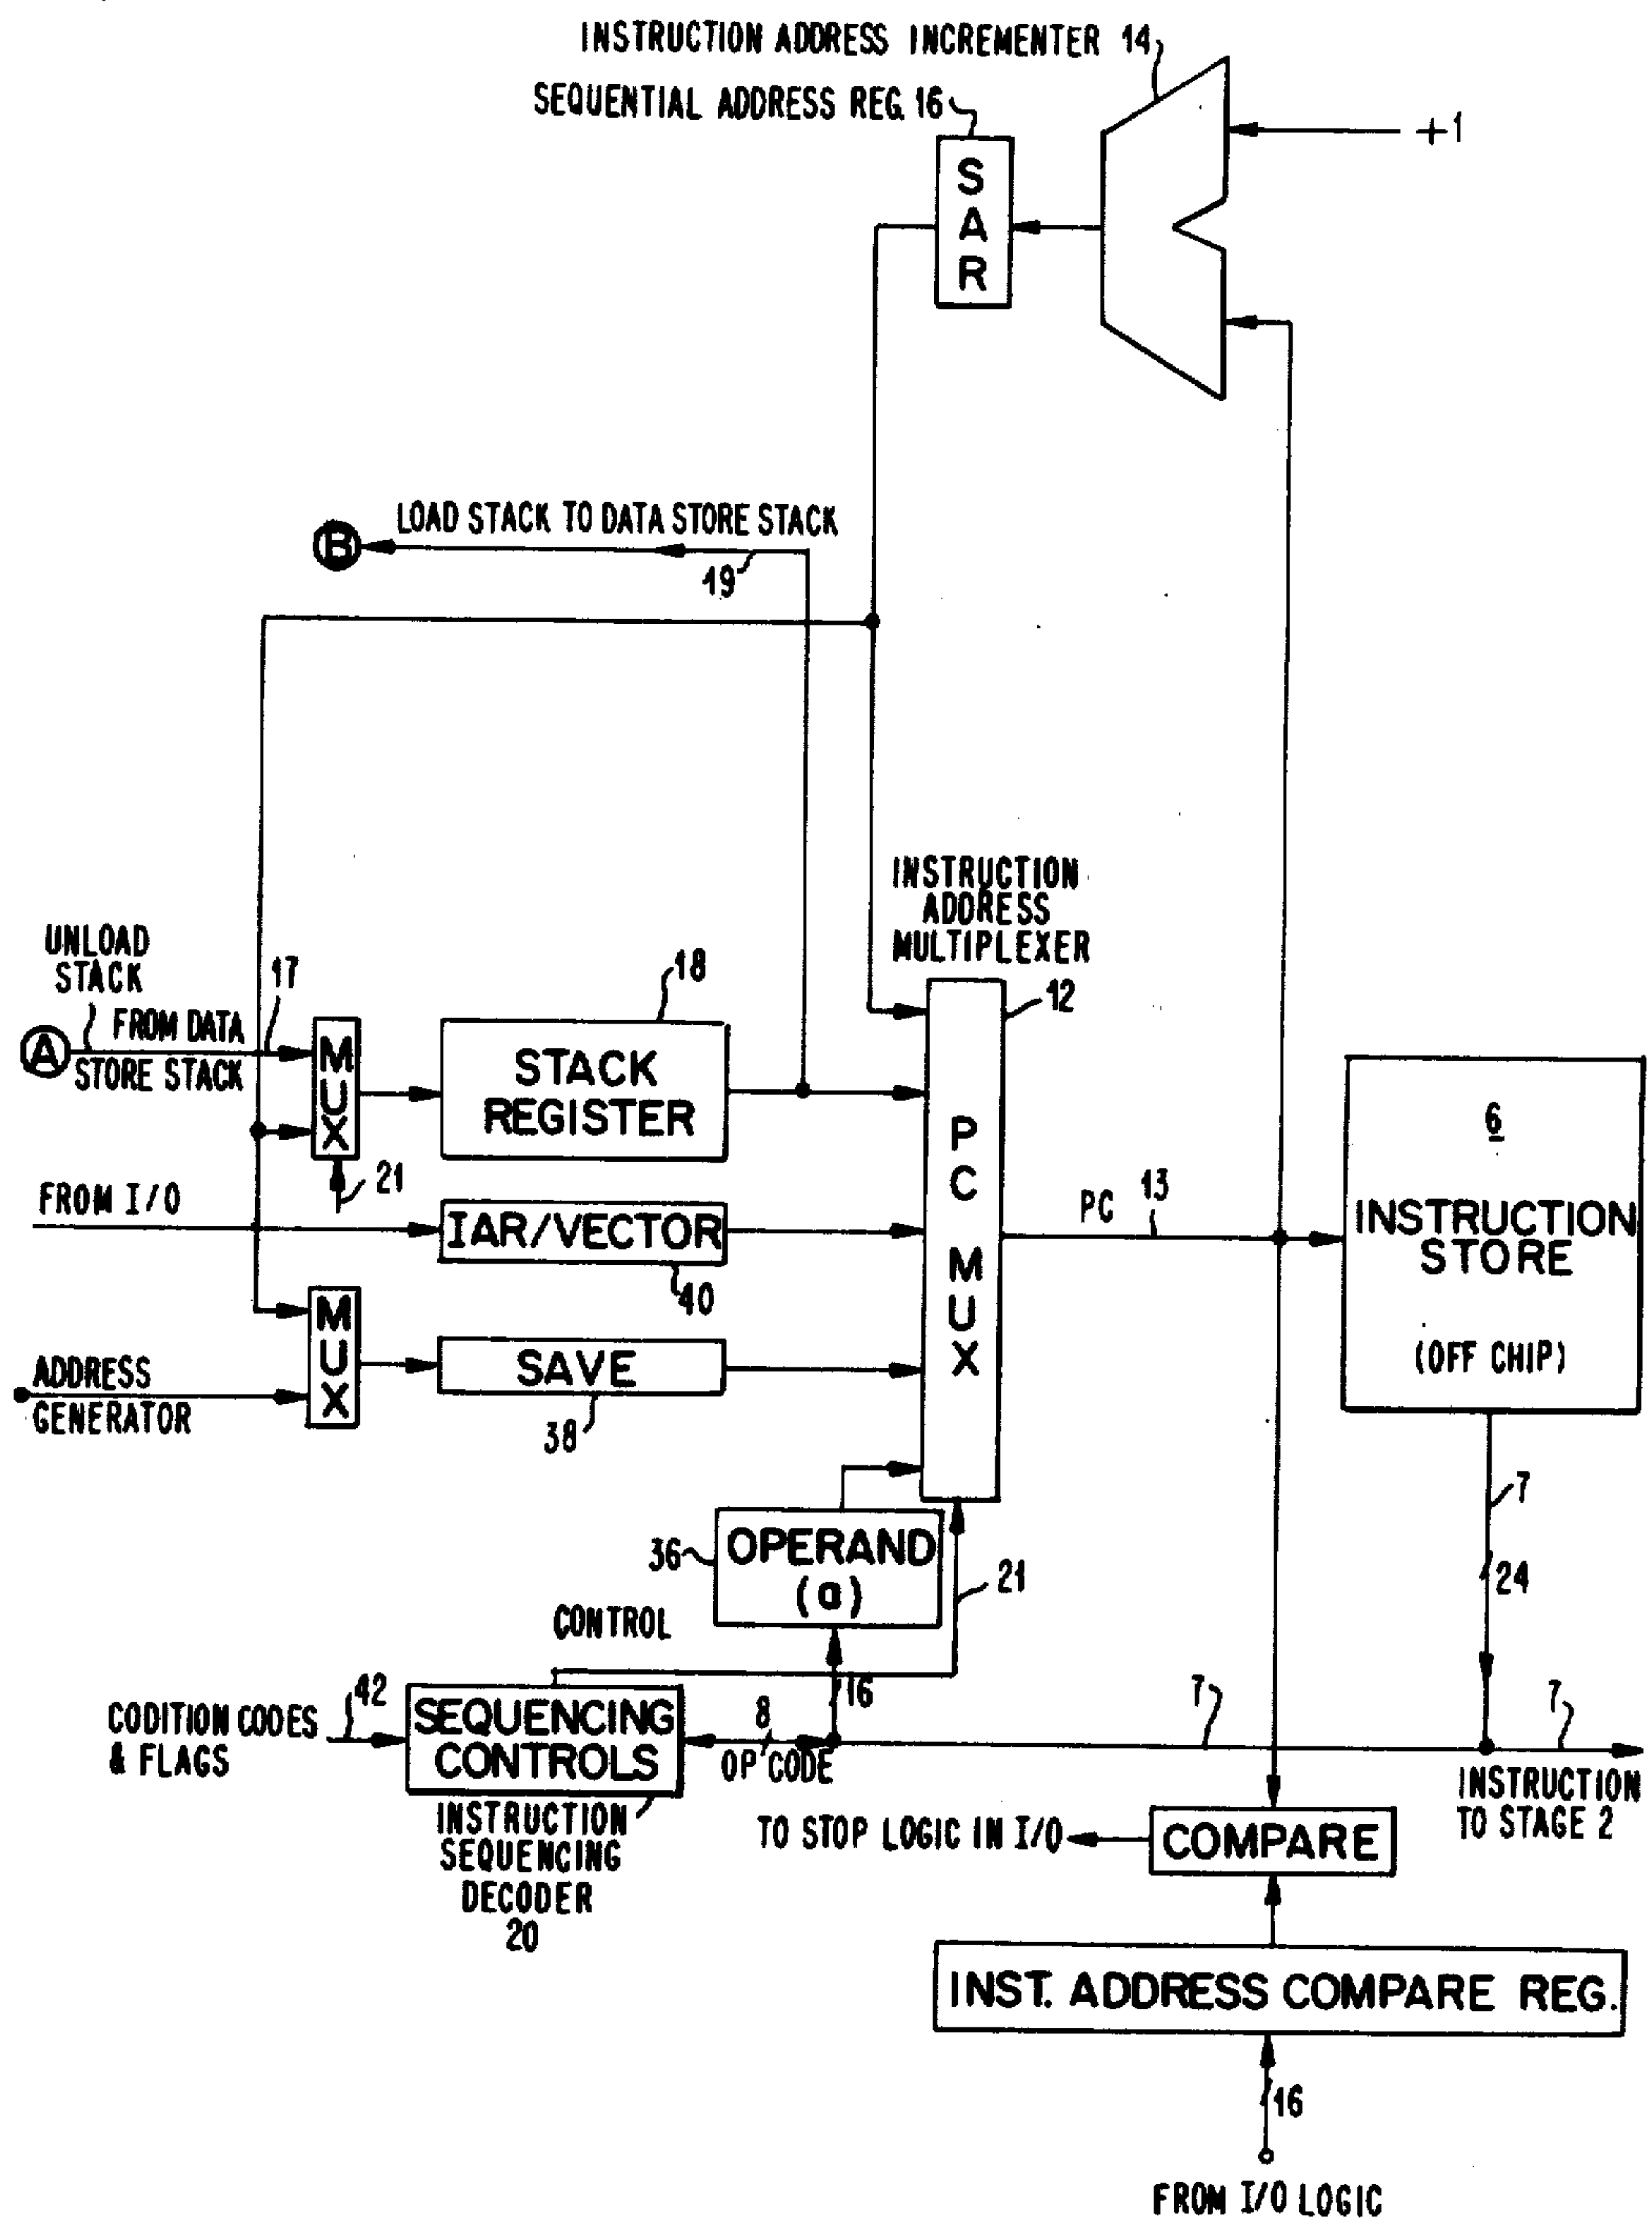 INSTRUCTION ADDRESS INCREMENTER 14
SEQUENTIAL ADDRESS REG. 16
+1
S
A
R
B
LOAD STACK TO DATA STORE STACK
19
INSTRUCTION
ADDRESS
MULTIPLEXER
12
UNLOAD
STACK
17
A
FROM DATA
STORE STACK
M
U
X
21
18
STACK
REGISTER
FROM I/O
IAR/VECTOR
40
M
U
X
ADDRESS
GENERATOR
SAVE
38
P
C
M
U
X
PC
13
6
INSTRUCTION
STORE
(OFF CHIP)
7
24
36
OPERAND
(a)
21
CONTROL
16
CODITION CODES
& FLAGS
42
SEQUENCING
CONTROLS
8
OP CODE
INSTRUCTION
SEQUENCING
DECODER
20
7
7
INSTRUCTION
TO STAGE 2
TO STOP LOGIC IN I/O
COMPARE
INST. ADDRESS COMPARE REG.
16
FROM I/O LOGIC